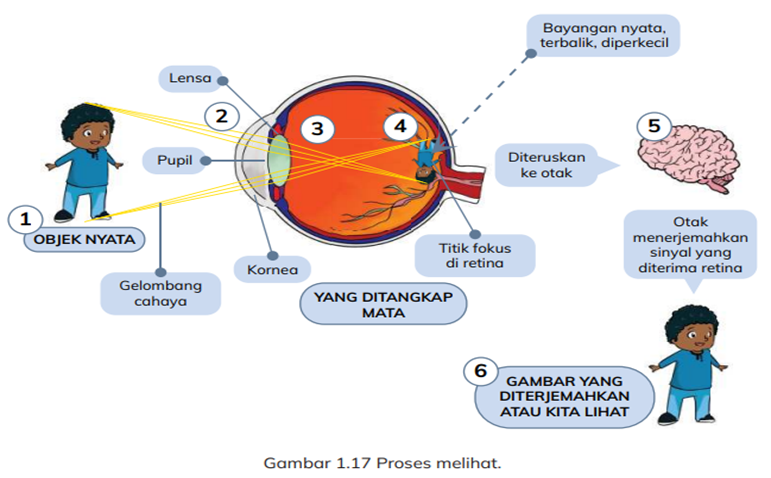 Bayangan nyata,
terbalik, diperkecil
Lensa
2
3
4
5
Pupil
Diteruskan
ke otak
1
OBJEK NYATA
Otak
menerjemahkan
sinyal yang
diterima retina
Titik fokus
di retina
Kornea
Gelombang
cahaya
YANG DITANGKAP
MATA
6
GAMBAR YANG
DITERJEMAHKAN
ATAU KITA LIHAT
Gambar 1.17 Proses melihat.